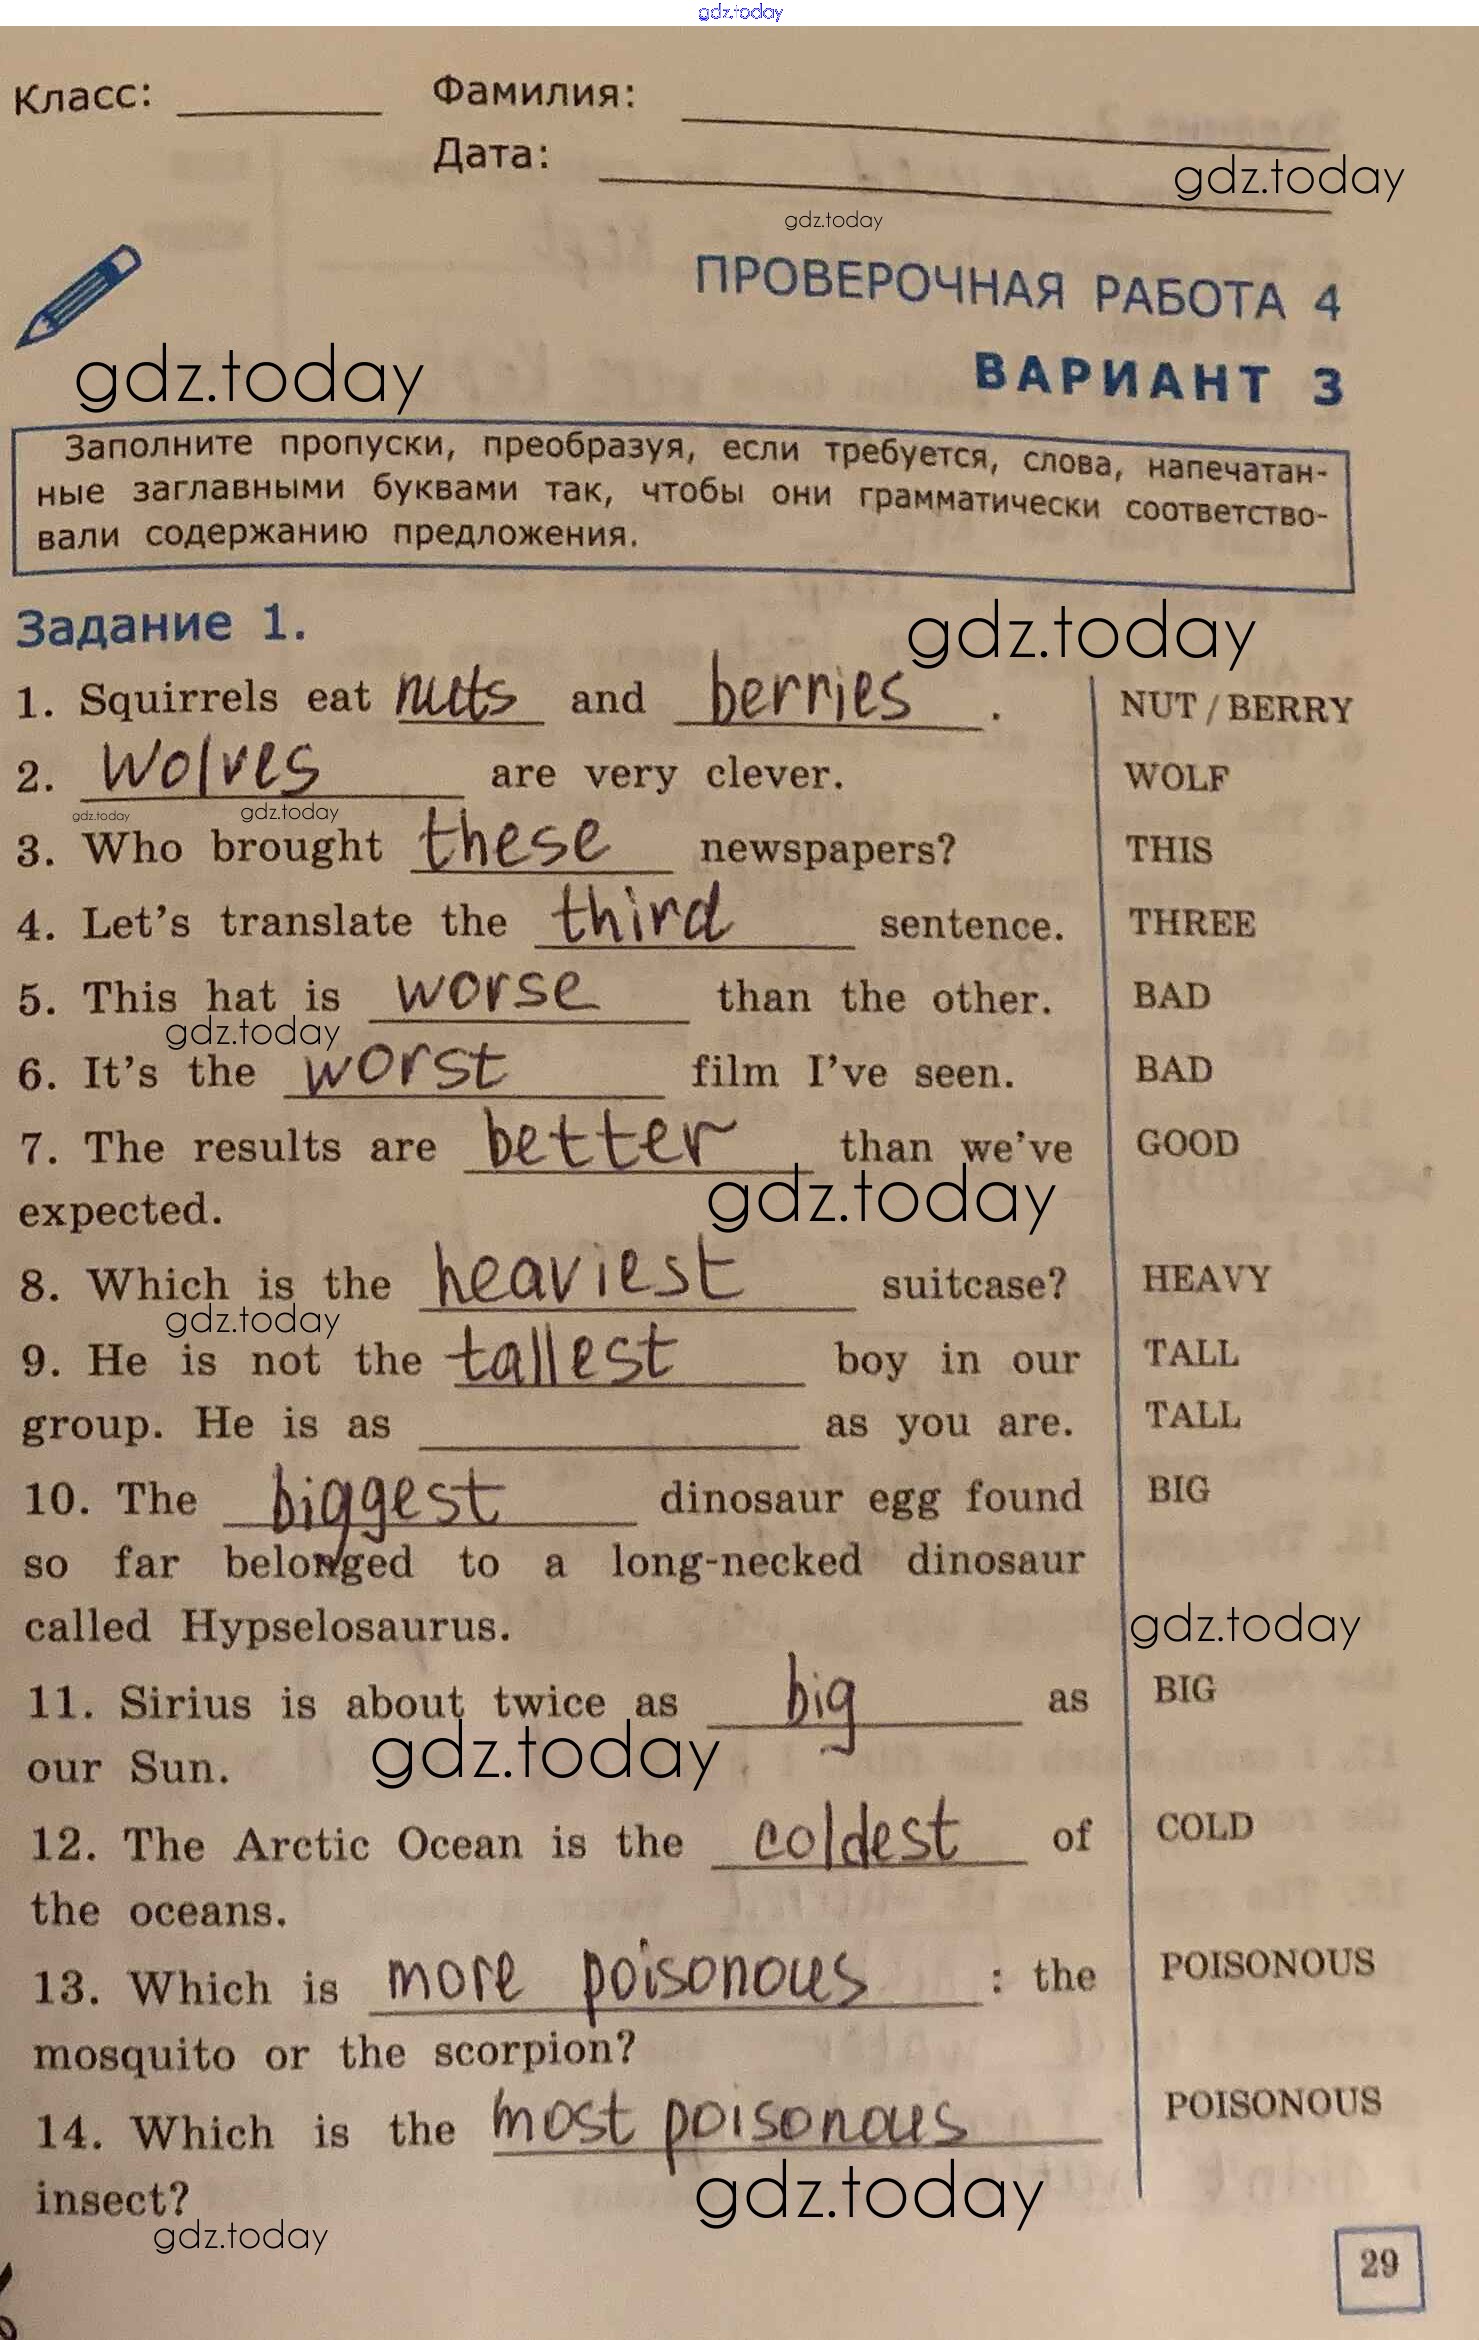 gdz.today
Класс: Фамилия:
Дата:
gdz.today
gdz.today
ПРОВЕРОЧНАЯ РАБОТА 4
gdz.today
ВАРИАНТ 3
Заполните пропуски, преобразуя, если требуется, слова, напечатан-
ные заглавными буквами так, чтобы они грамматически соответство-
вали содержанию предложения.
Задание 1.
gdz.today
1. Squirrels eat nuts and berries. NUT / BERRY
2. Wolves are very clever. WOLF
gdz.today gdz.today
3. Who brought these newspapers? THIS
4. Let's translate the third sentence. THREE
5. This hat is worse than the other. BAD
gdz.today
6. It's the worst film I've seen. BAD
7. The results are better than we've GOOD
gdz.today
expected.
8. Which is the heaviest suitcase? HEAVY
gdz.today
9. He is not the tallest boy in our TALL
group. He is as as you are. TALL
10. The biggest dinosaur egg found BIG
so far belonged to a long-necked dinosaur
called Hypselosaurus.
gdz.today
11. Sirius is about twice as big as BIG
our Sun.
gdz.today
12. The Arctic Ocean is the coldest of COLD
the oceans.
13. Which is more poisonous : the POISONOUS
mosquito or the scorpion?
14. Which is the most poisonous POISONOUS
insect?
gdz.today
gdz.today
29